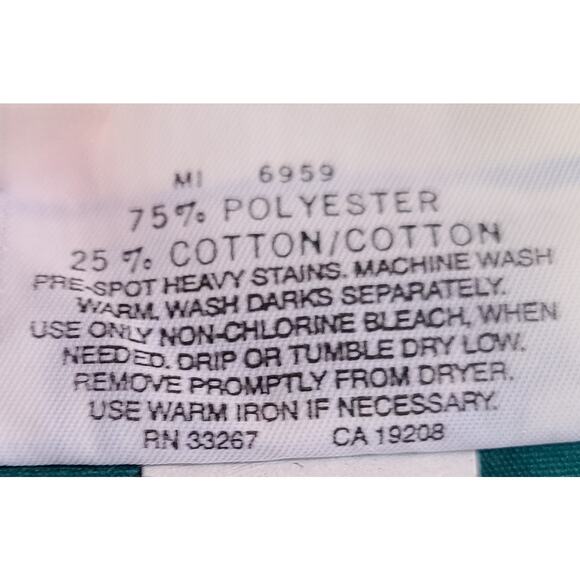 MI 6959
75% POLYESTER
25% COTTON/COTTON
PRE-SPOT HEAVY STAINS. MACHINE WASH
WARM, WASH DARKS SEPARATELY.
USE ONLY NON-CHLORINE BLEACH, WHEN
NEEDED. DRIP OR TUMBLE DRY LOW.
REMOVE PROMPTLY FROM DRYER.
USE WARM IRON IF NECESSARY.
RN 33267 CA 19208